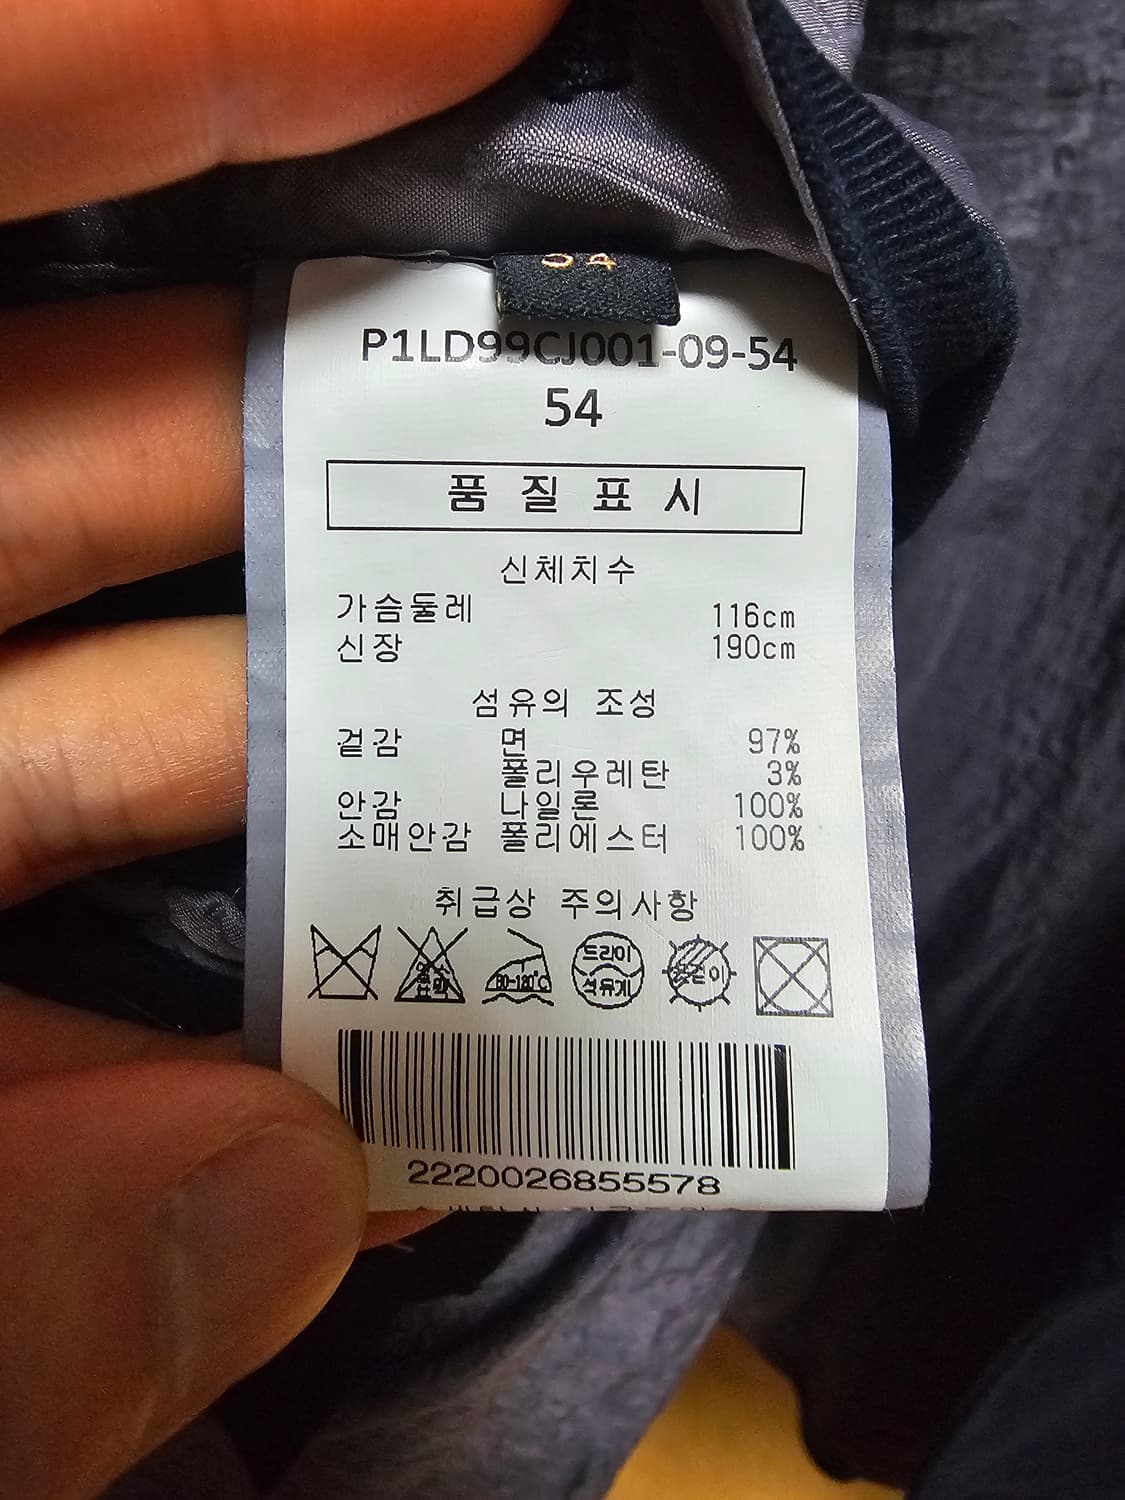 P1LD99CJ001-09-54
54
품 질 표 시
신체치수
가슴둘레 116cm
신장 190cm
섬유의 조성
겉감 면 97%
폴리우레탄 3%
안감 나일론 100%
소매안감 폴리에스터 100%
취급상 주의사항
80-120℃ 드라이
석유계
2220026855578